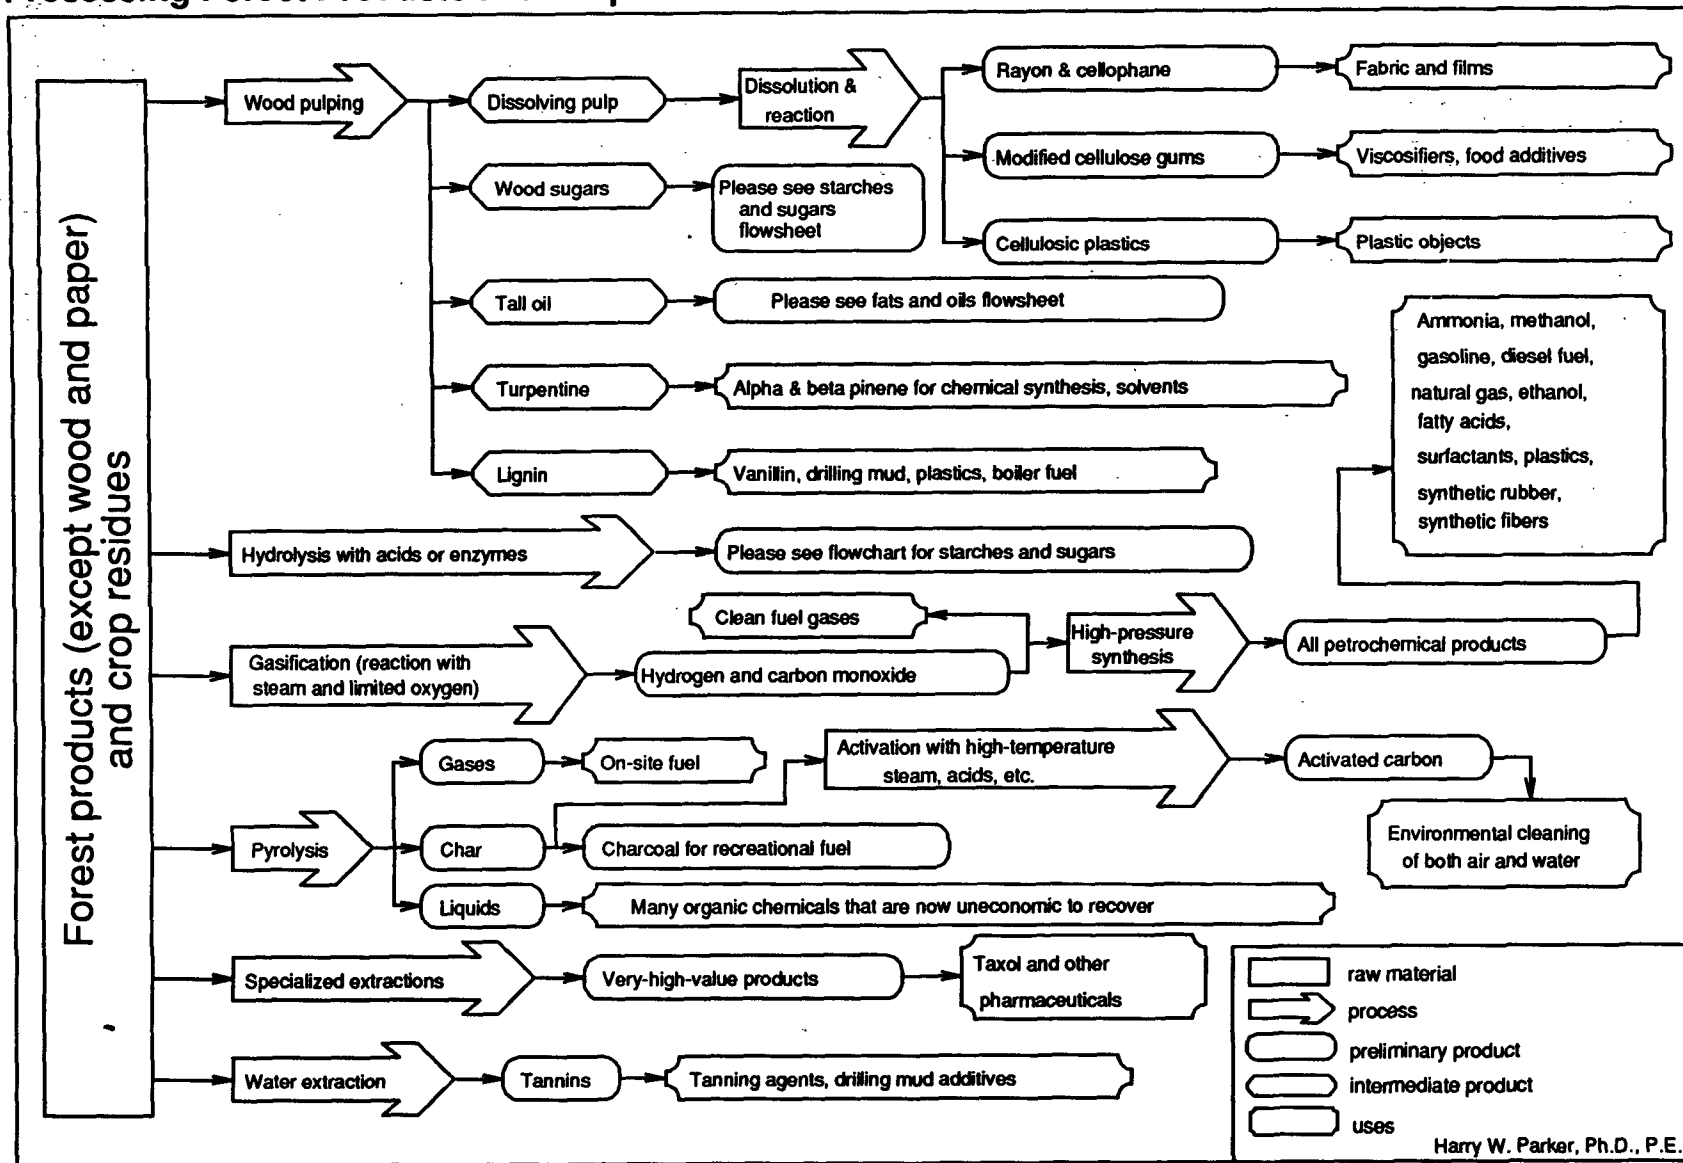 Forest products (except wood and paper)
and crop residues
Wood pulping
Dissolving pulp
Dissolution &
reaction
Rayon & cellophane
Fabric and films
Modified cellulose gums
Viscosifiers, food additives
Cellulosic plastics
Plastic objects
Wood sugars
Please see starches
and sugars
flowsheet
Tall oil
Please see fats and oils flowsheet
Turpentine
Alpha & beta pinene for chemical synthesis, solvents
Lignin
Vanillin, drilling mud, plastics, boiler fuel
Hydrolysis with acids or enzymes
Please see flowchart for starches and sugars
Gasification (reaction with
steam and limited oxygen)
Hydrogen and carbon monoxide
Clean fuel gases
High-pressure
synthesis
All petrochemical products
Ammonia, methanol,
gasoline, diesel fuel,
natural gas, ethanol,
fatty acids,
surfactants, plastics,
synthetic rubber,
synthetic fibers
Pyrolysis
Gases
On-site fuel
Char
Charcoal for recreational fuel
Activation with high-temperature
steam, acids, etc.
Activated carbon
Environmental cleaning
of both air and water
Liquids
Many organic chemicals that are now uneconomic to recover
Specialized extractions
Very-high-value products
Taxol and other
pharmaceuticals
Water extraction
Tannins
Tanning agents, drilling mud additives
raw material
process
preliminary product
intermediate product
uses
Harry W. Parker, Ph.D., P.E.